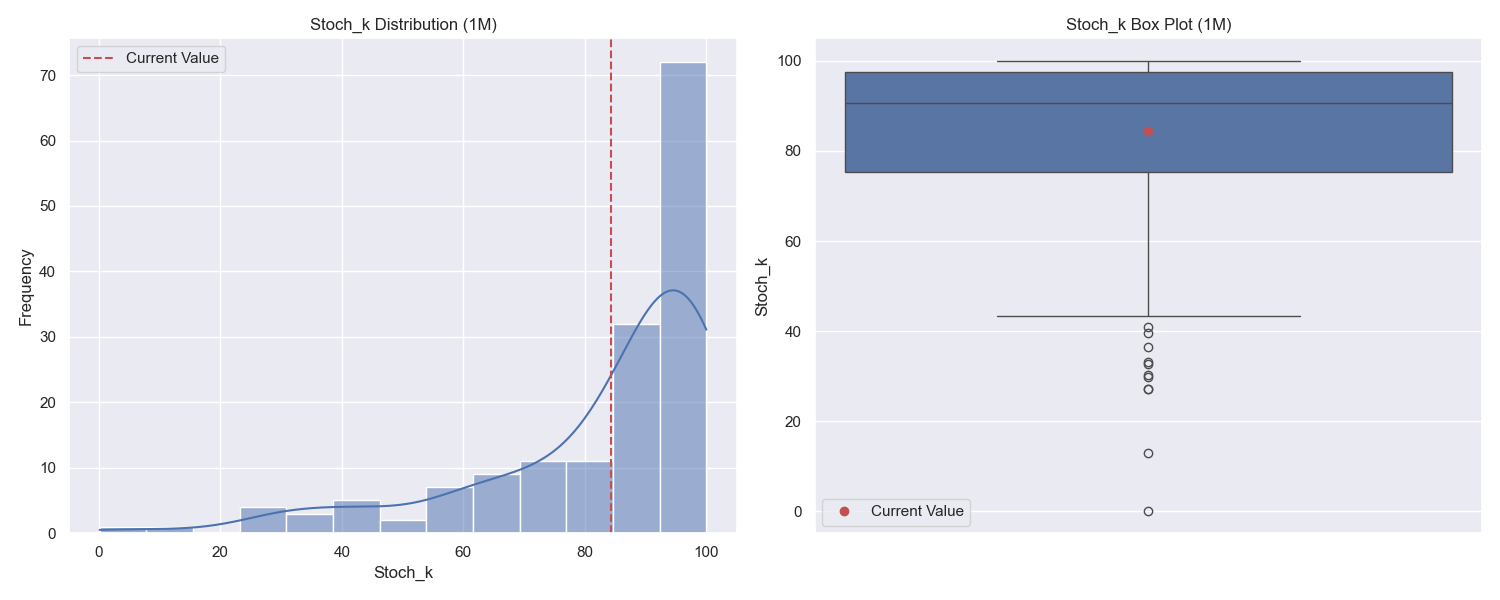 Stoch_k Distribution (1M)
Current Value
Frequency
70
60
50
40
30
20
10
0
0 20 40 60 80 100
Stoch_k
Stoch_k Box Plot (1M)
Stoch_k
100
80
60
40
20
0
Current Value